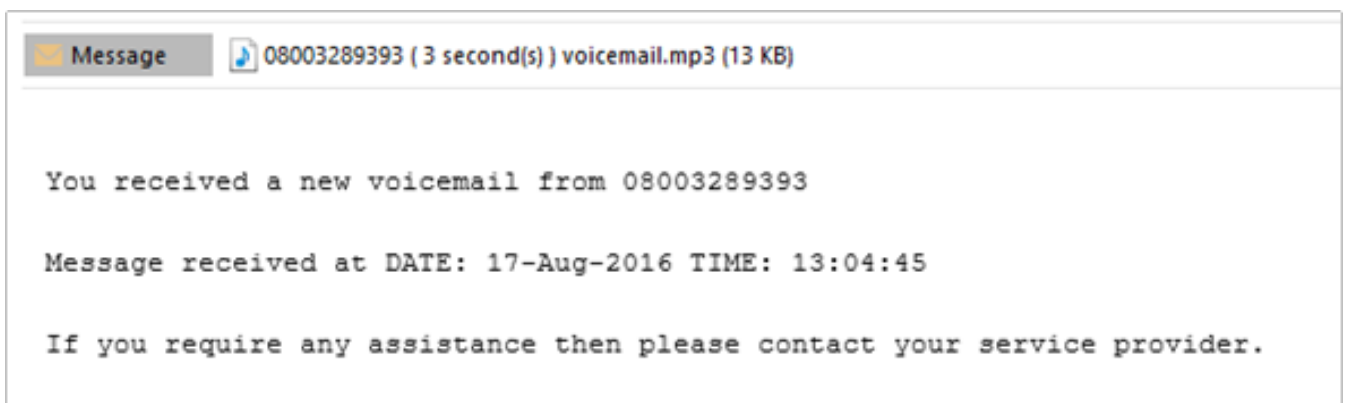 Message 08003289393 ( 3 second(s) ) voicemail.mp3 (13 KB)
You received a new voicemail from 08003289393
Message received at DATE: 17-Aug-2016 TIME: 13:04:45
If you require any assistance then please contact your service provider.